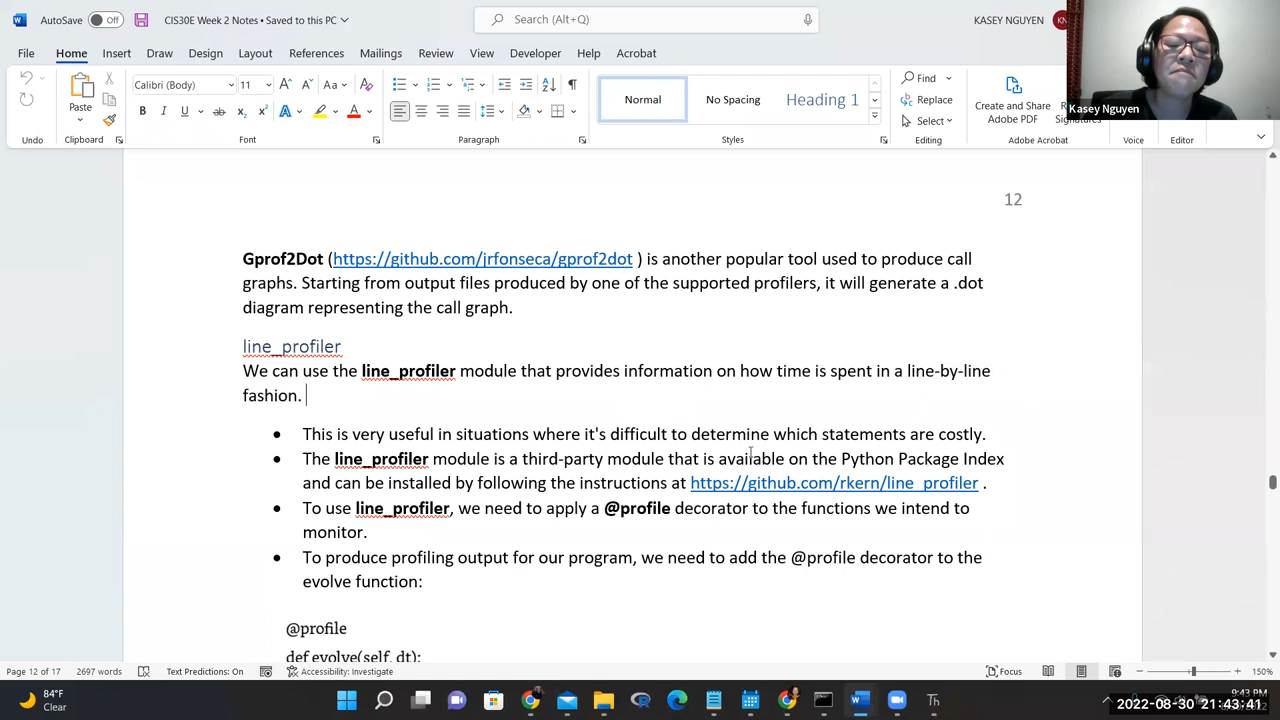 AutoSave Off CIS30E Week 2 Notes • Saved to this PC Search (Alt+Q) KASEY NGUYEN
File Home Insert Draw Design Layout References Mailings Review View Developer Help Acrobat
Kasey Nguyen
Paste
Calibri (Body) 11
Normal No Spacing Heading 1
Find
Replace
Select
Create and Share
Adobe PDF
Signatures
Undo Clipboard Font Paragraph Styles Editing Adobe Acrobat Voice Editor
12
Gprof2Dot (https://github.com/jrfonseca/gprof2dot ) is another popular tool used to produce call
graphs. Starting from output files produced by one of the supported profilers, it will generate a .dot
diagram representing the call graph.
line_profiler
We can use the line_profiler module that provides information on how time is spent in a line-by-line
fashion.
• This is very useful in situations where it's difficult to determine which statements are costly.
• The line_profiler module is a third-party module that is available on the Python Package Index
and can be installed by following the instructions at https://github.com/rkern/line_profiler .
• To use line_profiler, we need to apply a @profile decorator to the functions we intend to
monitor.
• To produce profiling output for our program, we need to add the @profile decorator to the
evolve function:
@profile
def evolve(self, dt):
Page 12 of 17 2697 words Text Predictions: On Accessibility: Investigate Focus 150%
84°F
Clear
9:43 PM
2022-08-30 21:43:41